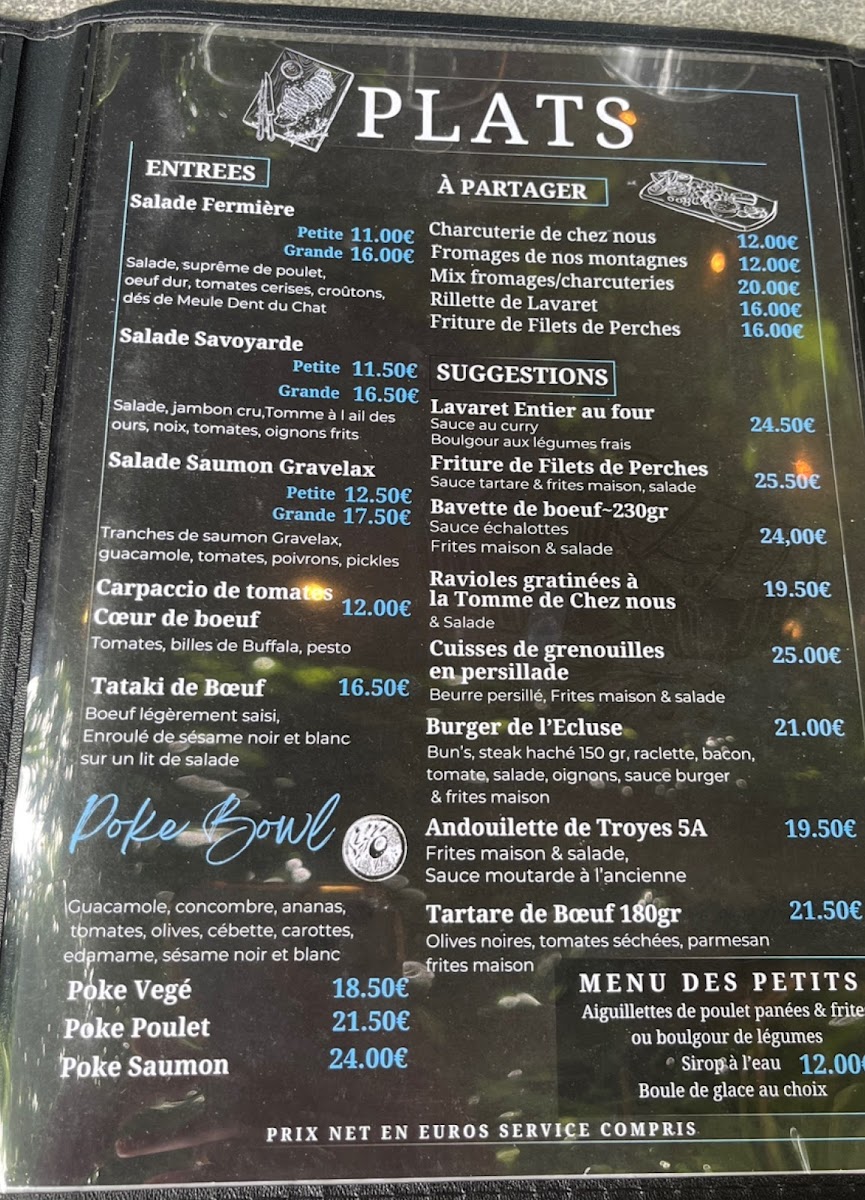 PLATS
ENTREES
Salade Fermière
Petite 11.00€
Grande 16.00€
Salade, suprême de poulet,
oeuf dur, tomates cerises, croûtons,
dés de Meule Dent du Chat
Salade Savoyarde
Petite 11.50€
Grande 16.50€
Salade, jambon cru,Tomme à l ail des
ours, noix, tomates, oignons frits
Salade Saumon Gravelax
Petite 12.50€
Grande 17.50€
Tranches de saumon Gravelax,
guacamole, tomates, poivrons, pickles
Carpaccio de tomates
Cœur de boeuf 12.00€
Tomates, billes de Buffala, pesto
Tataki de Bœuf 16.50€
Boeuf légèrement saisi,
Enroulé de sésame noir et blanc
sur un lit de salade
Poke Bowl
Guacamole, concombre, ananas,
tomates, olives, cébette, carottes,
edamame, sésame noir et blanc
Poke Vegé 18.50€
Poke Poulet 21.50€
Poke Saumon 24.00€
À PARTAGER
Charcuterie de chez nous 12.00€
Fromages de nos montagnes 12.00€
Mix fromages/charcuteries 20.00€
Rillette de Lavaret 16.00€
Friture de Filets de Perches 16.00€
SUGGESTIONS
Lavaret Entier au four 24.50€
Sauce au curry
Boulgour aux légumes frais
Friture de Filets de Perches 25.50€
Sauce tartare & frites maison, salade
Bavette de boeuf~230gr 24,00€
Sauce échalottes
Frites maison & salade
Ravioles gratinées à 19.50€
la Tomme de Chez nous
& Salade
Cuisses de grenouilles 25.00€
en persillade
Beurre persillé, Frites maison & salade
Burger de l'Ecluse 21.00€
Bun's, steak haché 150 gr, raclette, bacon,
tomate, salade, oignons, sauce burger
& frites maison
Andouilette de Troyes 5A 19.50€
Frites maison & salade,
Sauce moutarde à l'ancienne
Tartare de Bœuf 180gr 21.50€
Olives noires, tomates séchées, parmesan
frites maison
MENU DES PETITS
Aiguillettes de poulet panées & frite
ou boulgour de légumes
Sirop à l'eau 12.00€
Boule de glace au choix
PRIX NET EN EUROS SERVICE COMPRIS